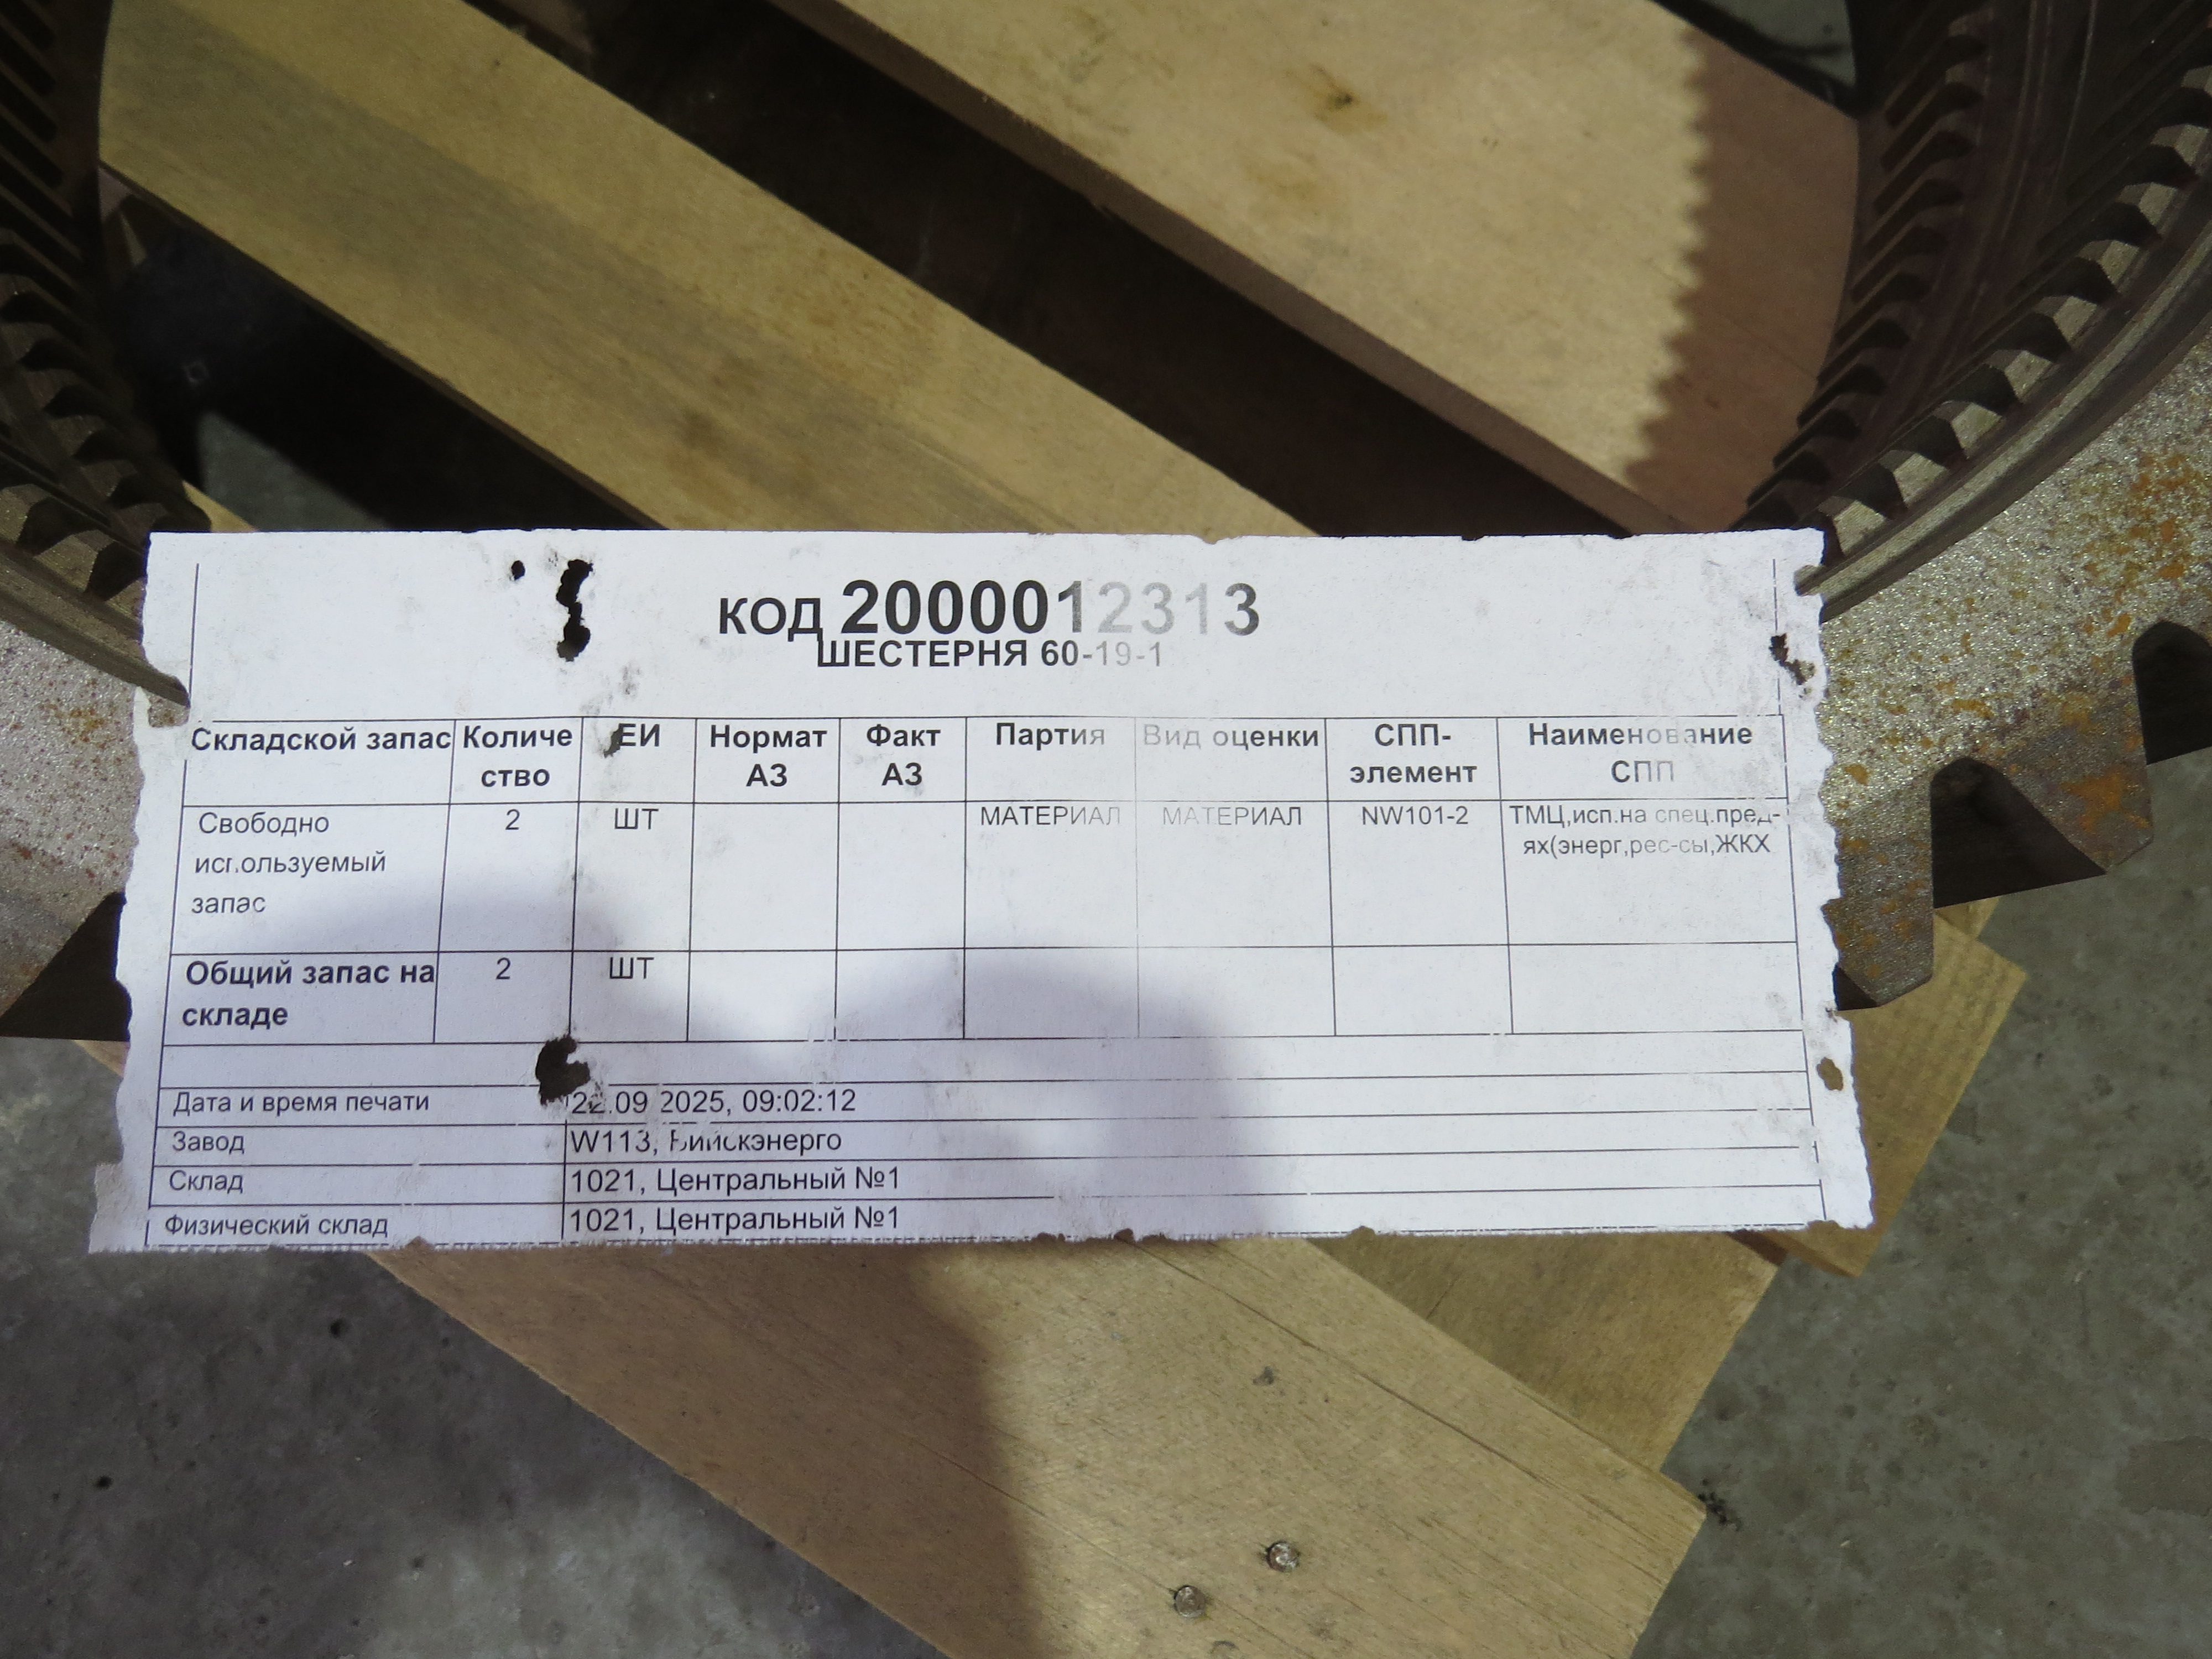 КОД 2000012313
ШЕСТЕРНЯ 60-19-1
Складской запас Количество ЕИ Нормат АЗ Факт АЗ Партия Вид оценки СПП-элемент Наименование СПП
Свободно используемый запас 2 ШТ МАТЕРИАЛ МАТЕРИАЛ NW101-2 ТМЦ,исп.на спец.пред-ях(энерг,рес-сы,ЖКХ
Общий запас на складе 2 ШТ
Дата и время печати 22.09 2025, 09:02:12
Завод W113, Бийскэнерго
Склад 1021, Центральный №1
Физический склад 1021, Центральный №1